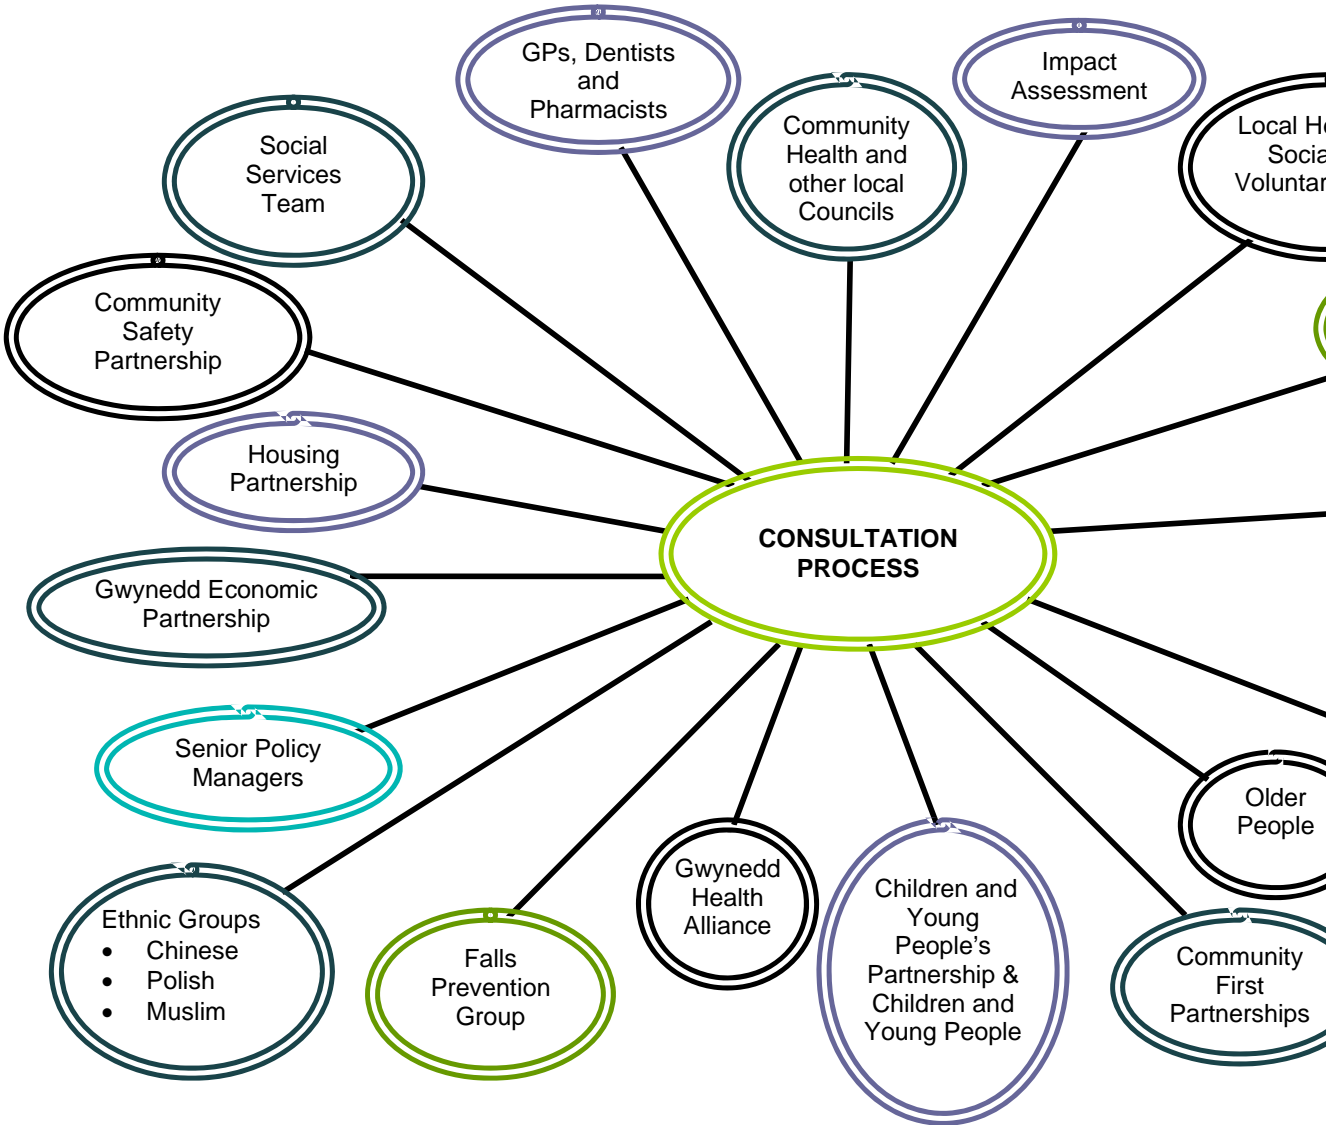 GPs, Dentists
and
Pharmacists
Impact
Assessment
Community
Health and
other local
Councils
Local
Social
Services
Team
Community
Safety
Partnership
Housing
Partnership
CONSULTATION
PROCESS
Gwynedd Economic
Partnership
Senior Policy
Managers
Older
People
Gwynedd
Health
Alliance
Children and
Young
People's
Partnership &
Children and
Young People
Ethnic Groups
• Chinese
• Polish
• Muslim
Falls
Prevention
Group
Community
First
Partnerships